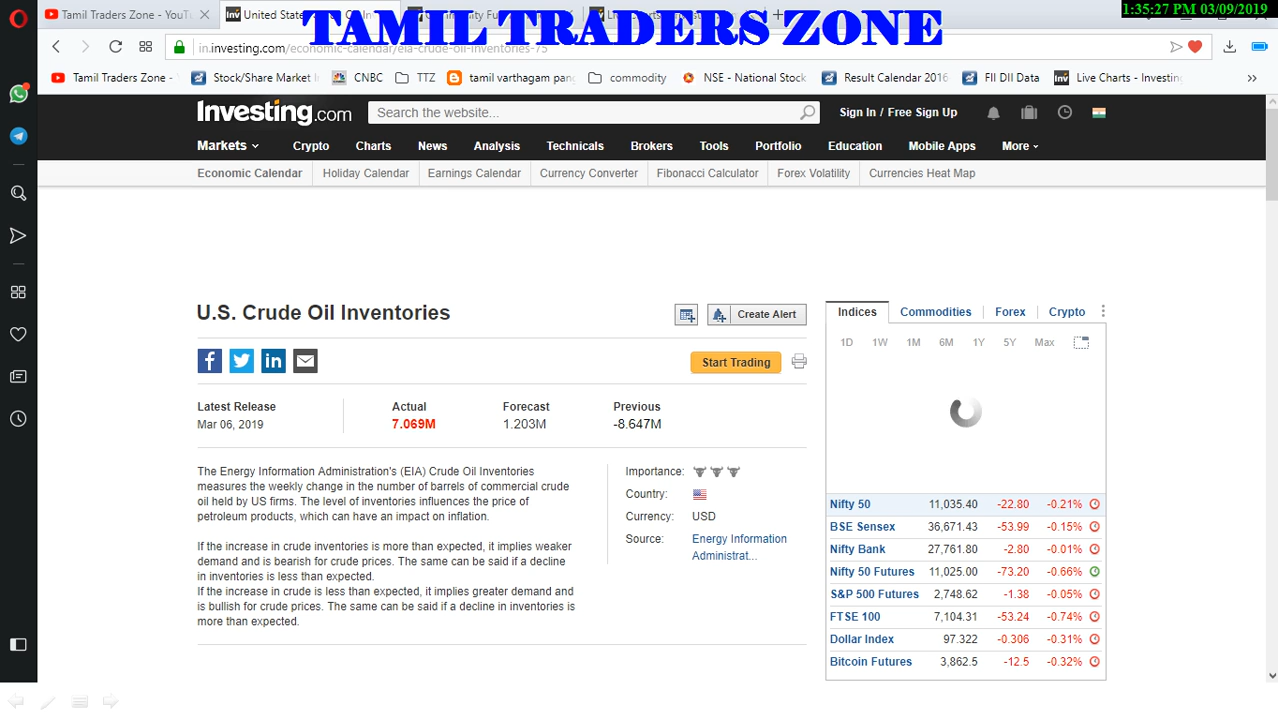 Tamil Traders Zone - YouT
United State
TAMIL TRADERS ZONE
1:35:27 PM 03/09/2019
in.investing.com/economic-calendar/eia-crude-oil-inventories-75
Tamil Traders Zone -
Stock/Share Market I
CNBC
TTZ
tamil varthagam pang
commodity
NSE - National Stock
Result Calendar 2016
FII DII Data
Live Charts - Investing
Investing.com
Search the website...
Sign In / Free Sign Up
Markets
Crypto
Charts
News
Analysis
Technicals
Brokers
Tools
Portfolio
Education
Mobile Apps
More
Economic Calendar
Holiday Calendar
Earnings Calendar
Currency Converter
Fibonacci Calculator
Forex Volatility
Currencies Heat Map
U.S. Crude Oil Inventories
Create Alert
Start Trading
Latest Release
Actual
Forecast
Previous
Mar 06, 2019
7.069M
1.203M
-8.647M
The Energy Information Administration's (EIA) Crude Oil Inventories
measures the weekly change in the number of barrels of commercial crude
oil held by US firms. The level of inventories influences the price of
petroleum products, which can have an impact on inflation.
If the increase in crude inventories is more than expected, it implies weaker
demand and is bearish for crude prices. The same can be said if a decline
in inventories is less than expected.
If the increase in crude is less than expected, it implies greater demand and
is bullish for crude prices. The same can be said if a decline in inventories is
more than expected.
Importance:
Country:
Currency: USD
Source: Energy Information
Administrat...
Indices
Commodities
Forex
Crypto
1D 1W 1M 6M 1Y 5Y Max
Nifty 50 11,035.40 -22.80 -0.21%
BSE Sensex 36,671.43 -53.99 -0.15%
Nifty Bank 27,761.80 -2.80 -0.01%
Nifty 50 Futures 11,025.00 -73.20 -0.66%
S&P 500 Futures 2,748.62 -1.38 -0.05%
FTSE 100 7,104.31 -53.24 -0.74%
Dollar Index 97.322 -0.306 -0.31%
Bitcoin Futures 3,862.5 -12.5 -0.32%